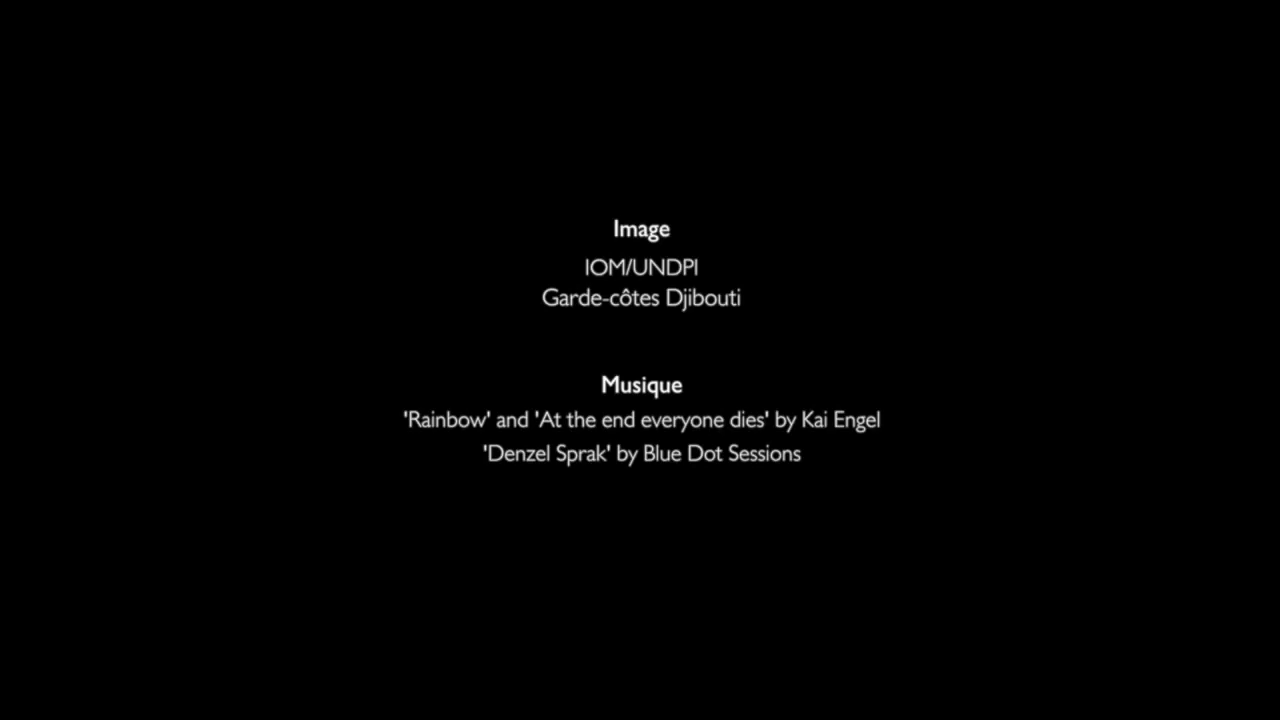 Image
IOM/UNDPI
Garde-côtes Djibouti
Musique
'Rainbow' and 'At the end everyone dies' by Kai Engel
'Denzel Sprak' by Blue Dot Sessions